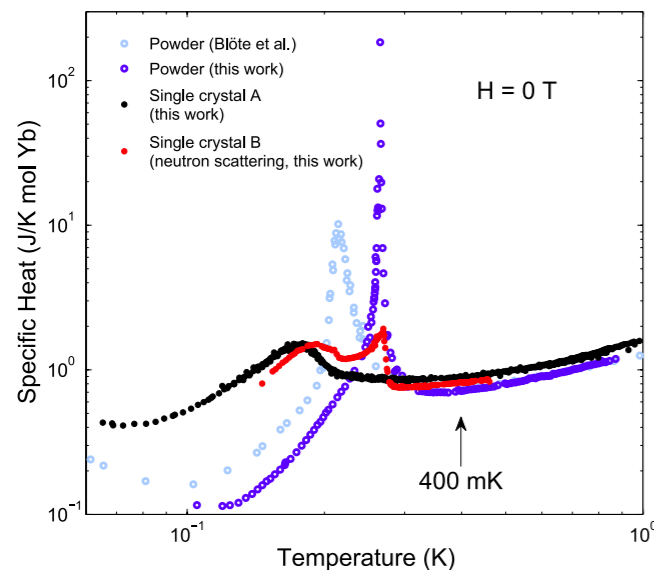 Powder (Blöte et al.)
Powder (this work)
Single crystal A
(this work)
Single crystal B
(neutron scattering, this work)
H = 0 T
400 mK
Specific Heat (J/K mol Yb)
10²
10¹
10⁰
10⁻¹
10⁻¹
10⁰
Temperature (K)